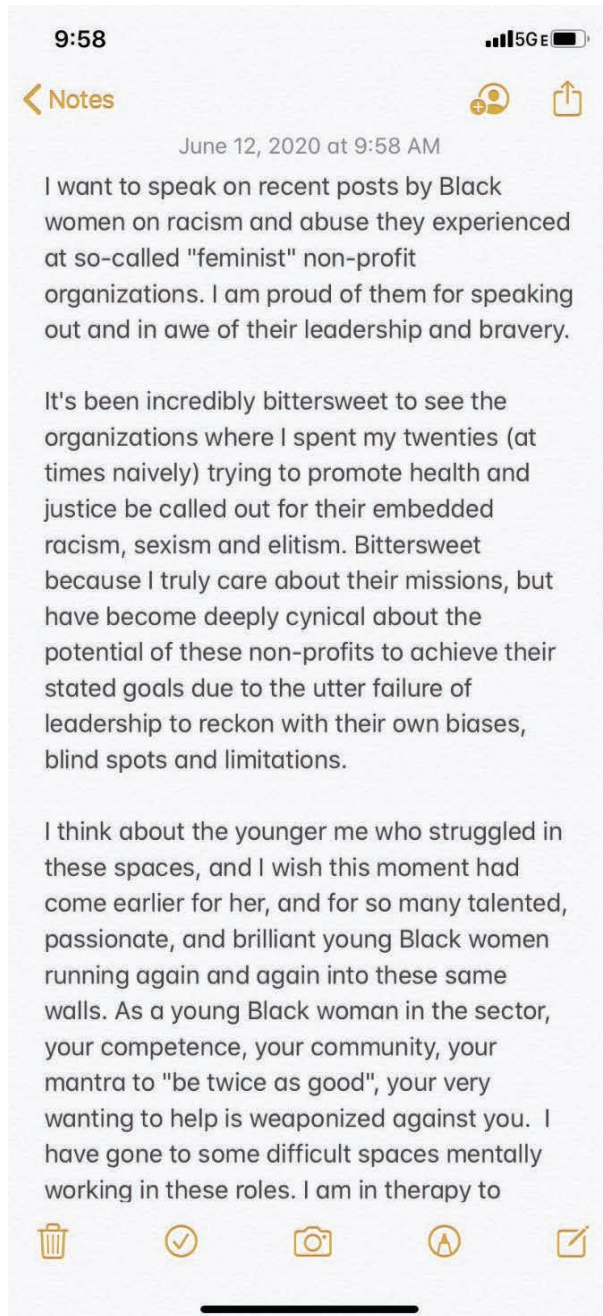 9:58
5G E
Notes
June 12, 2020 at 9:58 AM
I want to speak on recent posts by Black
women on racism and abuse they experienced
at so-called "feminist" non-profit
organizations. I am proud of them for speaking
out and in awe of their leadership and bravery.
It's been incredibly bittersweet to see the
organizations where I spent my twenties (at
times naively) trying to promote health and
justice be called out for their embedded
racism, sexism and elitism. Bittersweet
because I truly care about their missions, but
have become deeply cynical about the
potential of these non-profits to achieve their
stated goals due to the utter failure of
leadership to reckon with their own biases,
blind spots and limitations.
I think about the younger me who struggled in
these spaces, and I wish this moment had
come earlier for her, and for so many talented,
passionate, and brilliant young Black women
running again and again into these same
walls. As a young Black woman in the sector,
your competence, your community, your
mantra to "be twice as good", your very
wanting to help is weaponized against you.  I
have gone to some difficult spaces mentally
working in these roles. I am in therapy to